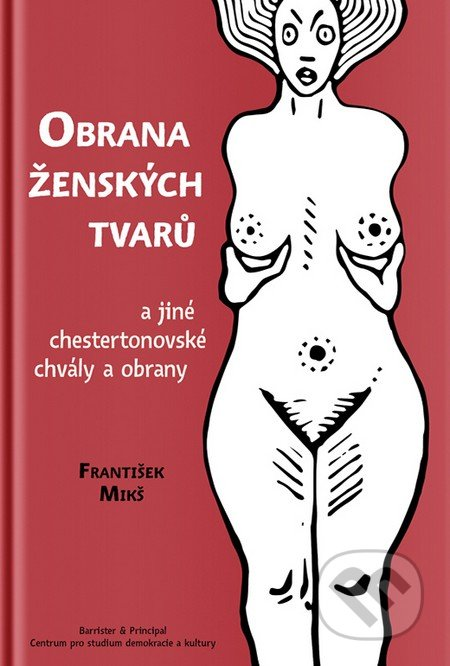 OBRANA
ŽENSKÝCH
TVARŮ
a jiné
chestertonovské
chvály a obrany
FRANTIŠEK
MIKŠ
Barrister & Principal
Centrum pro studium demokracie a kultury